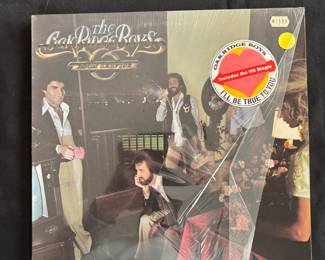 the
Oak Ridge Boys
OAKRIDGE BOYS
Includes the Hit Single
I'LL BE TRUE TO YOU